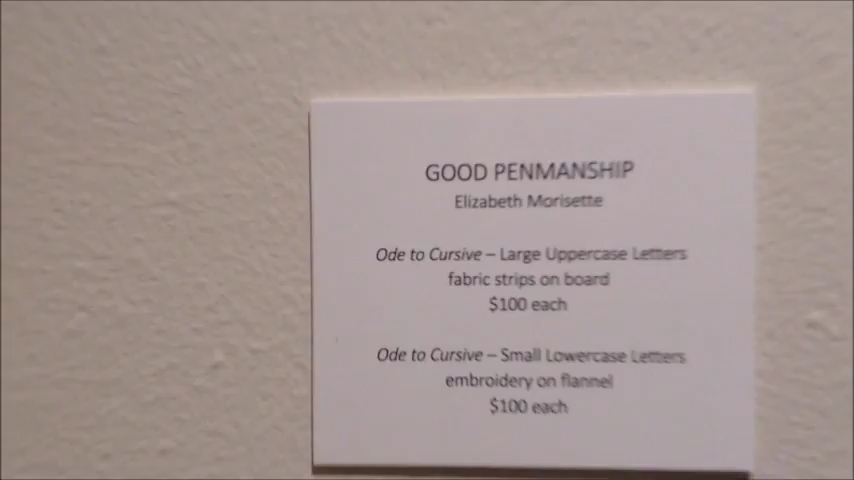 GOOD PENMANSHIP
Elizabeth Morisette
Ode to Cursive – Large Uppercase Letters
fabric strips on board
$100 each
Ode to Cursive – Small Lowercase Letters
embroidery on flannel
$100 each